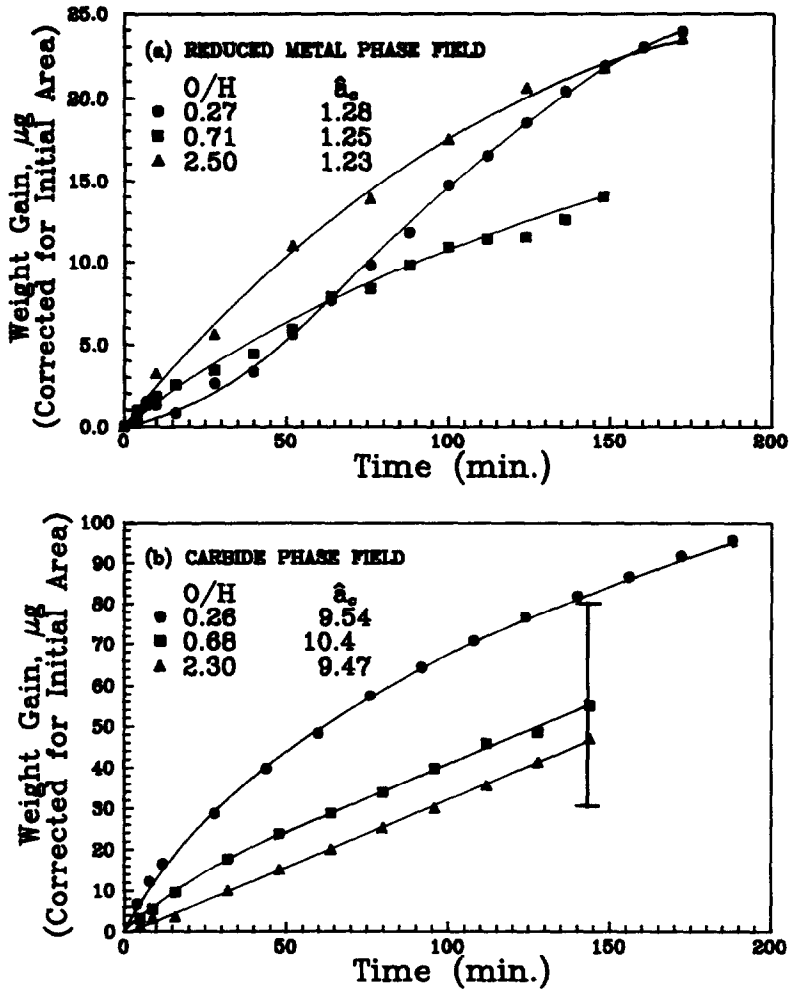 25.0
20.0
15.0
10.0
5.0
0.0
Weight Gain, μg
(Corrected for Initial Area)
(a) REDUCED METAL PHASE FIELD
O/H âc
0.27 1.28
0.71 1.25
2.50 1.23
0 50 100 150 200
Time (min.)
100
90
80
70
60
50
40
30
20
10
0
Weight Gain, μg
(Corrected for Initial Area)
(b) CARBIDE PHASE FIELD
O/H âc
0.26 9.54
0.68 10.4
2.30 9.47
0 50 100 150 200
Time (min.)